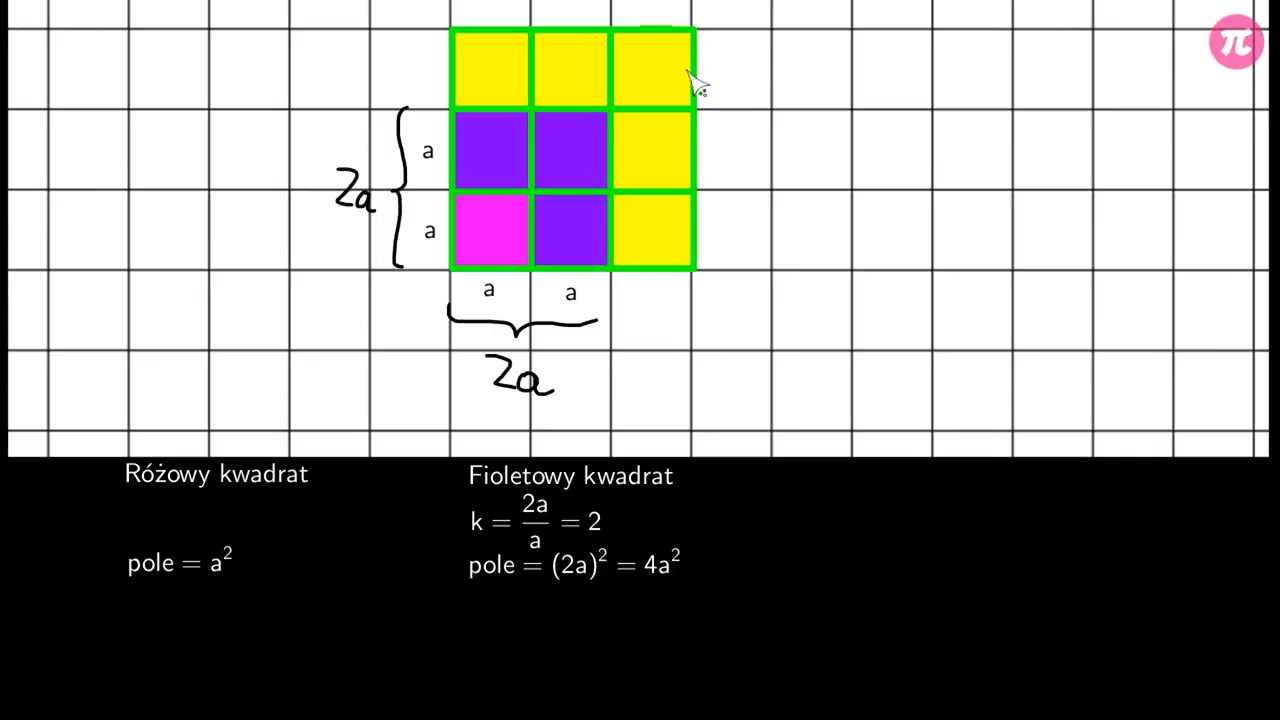 π
a
2a
a
a a
2a
Różowy kwadrat Fioletowy kwadrat
k = 2a/a = 2
pole = a² pole = (2a)² = 4a²